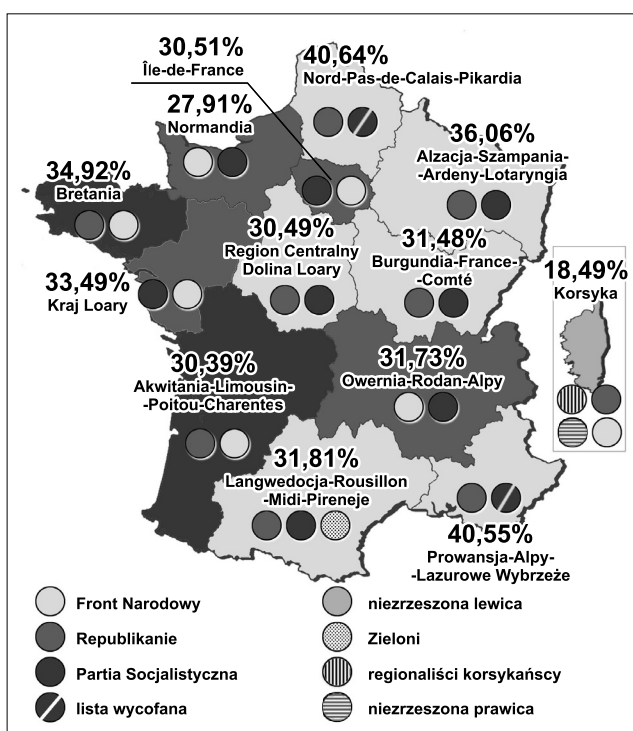 30,51%
Île-de-France
40,64%
Nord-Pas-de-Calais-Pikardia
27,91%
Normandia
36,06%
Alzacja-Szampania-
-Ardeny-Lotaryngia
34,92%
Bretania
30,49%
Region Centralny
Dolina Loary
31,48%
Burgundia-France-
-Comté
18,49%
Korsyka
33,49%
Kraj Loary
30,39%
Akwitania-Limousin-
-Poitou-Charentes
31,73%
Owernia-Rodan-Alpy
31,81%
Langwedocja-Rousillon
-Midi-Pireneje
40,55%
Prowansja-Alpy-
-Lazurowe Wybrzeże
Front Narodowy
Republikanie
Partia Socjalistyczna
lista wycofana
niezrzeszona lewica
Zieloni
regionaliści korsykańscy
niezrzeszona prawica